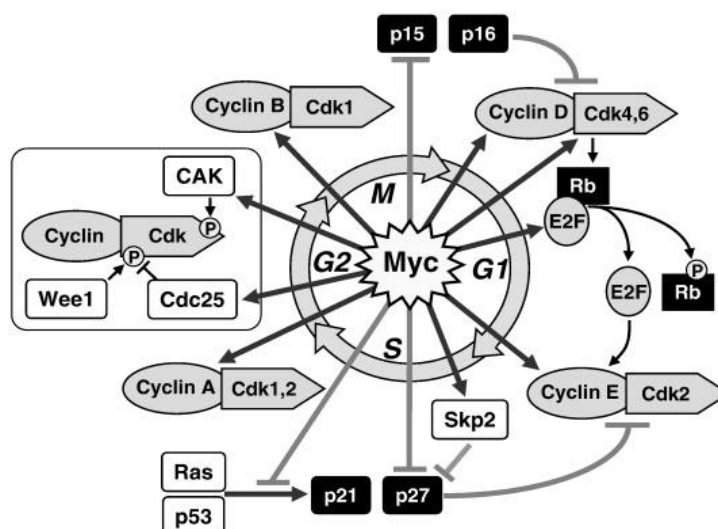 p15 p16
Cyclin B Cdk1
Cyclin D Cdk4,6
CAK
M
Rb
P
E2F
Cyclin Cdk
G2 Myc G1
P
P
E2F
Rb
Wee1 Cdc25
S
Cyclin A Cdk1,2
Cyclin E Cdk2
Skp2
Ras
p21 p27
p53